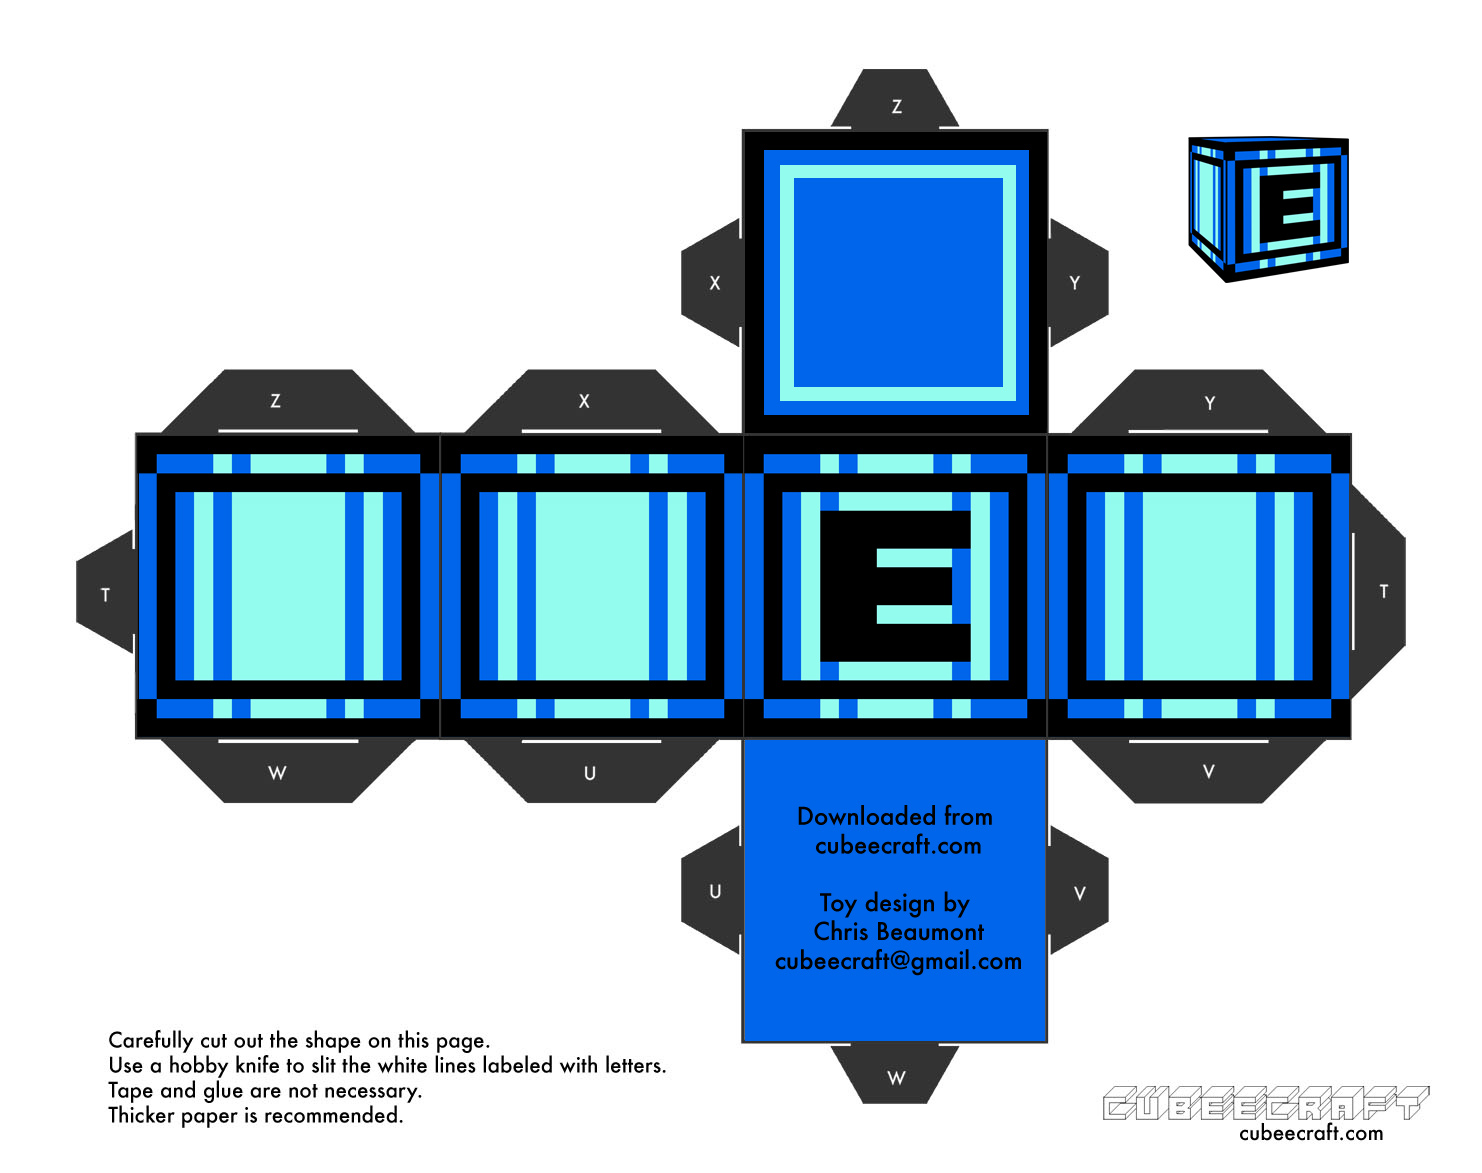 Z
X
Y
E
Z
X
Y
E
T
T
W
U
V
Downloaded from
cubeecraft.com
Toy design by
Chris Beaumont
cubeecraft@gmail.com
U
V
W
Carefully cut out the shape on this page.
Use a hobby knife to slit the white lines labeled with letters.
Tape and glue are not necessary.
Thicker paper is recommended.
CUBEECRAFT
cubeecraft.com